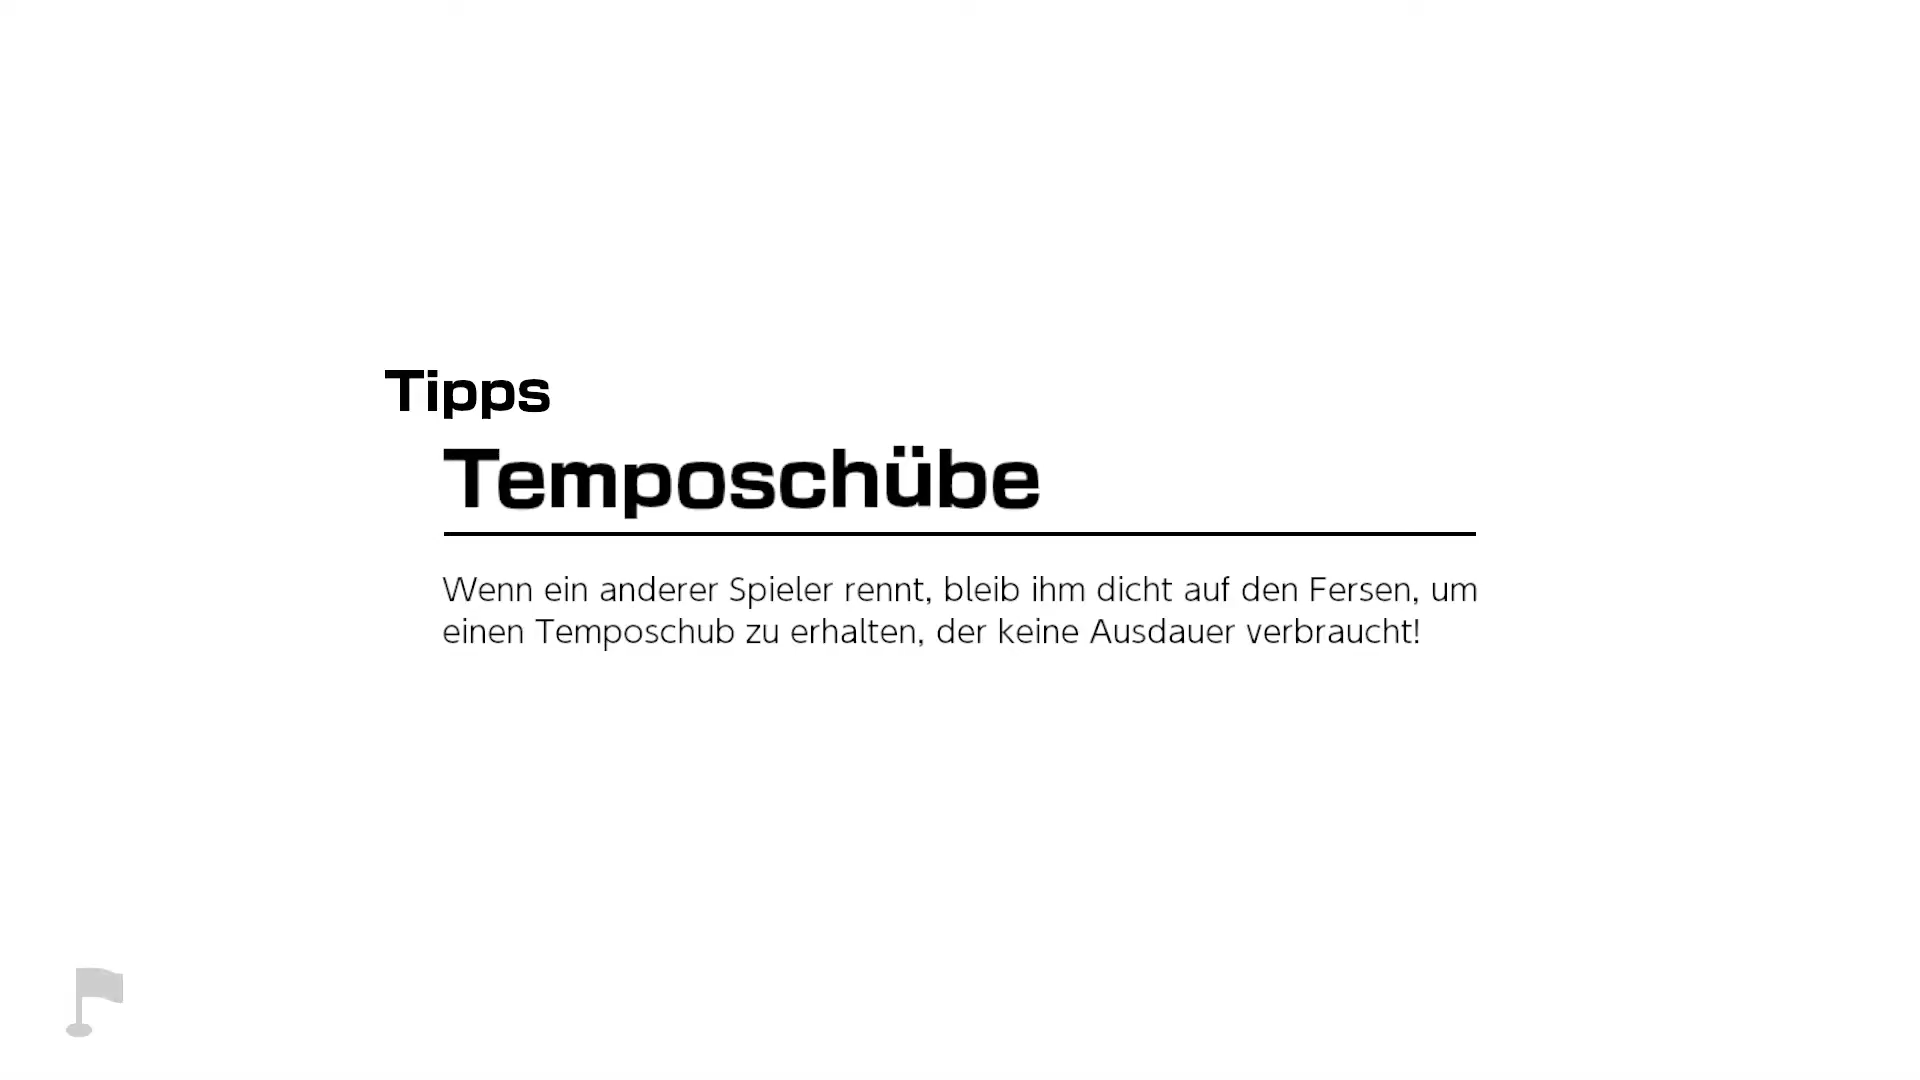 Tipps
Temposchübe
Wenn ein anderer Spieler rennt, bleib ihm dicht auf den Fersen, um
einen Temposchub zu erhalten, der keine Ausdauer verbraucht!